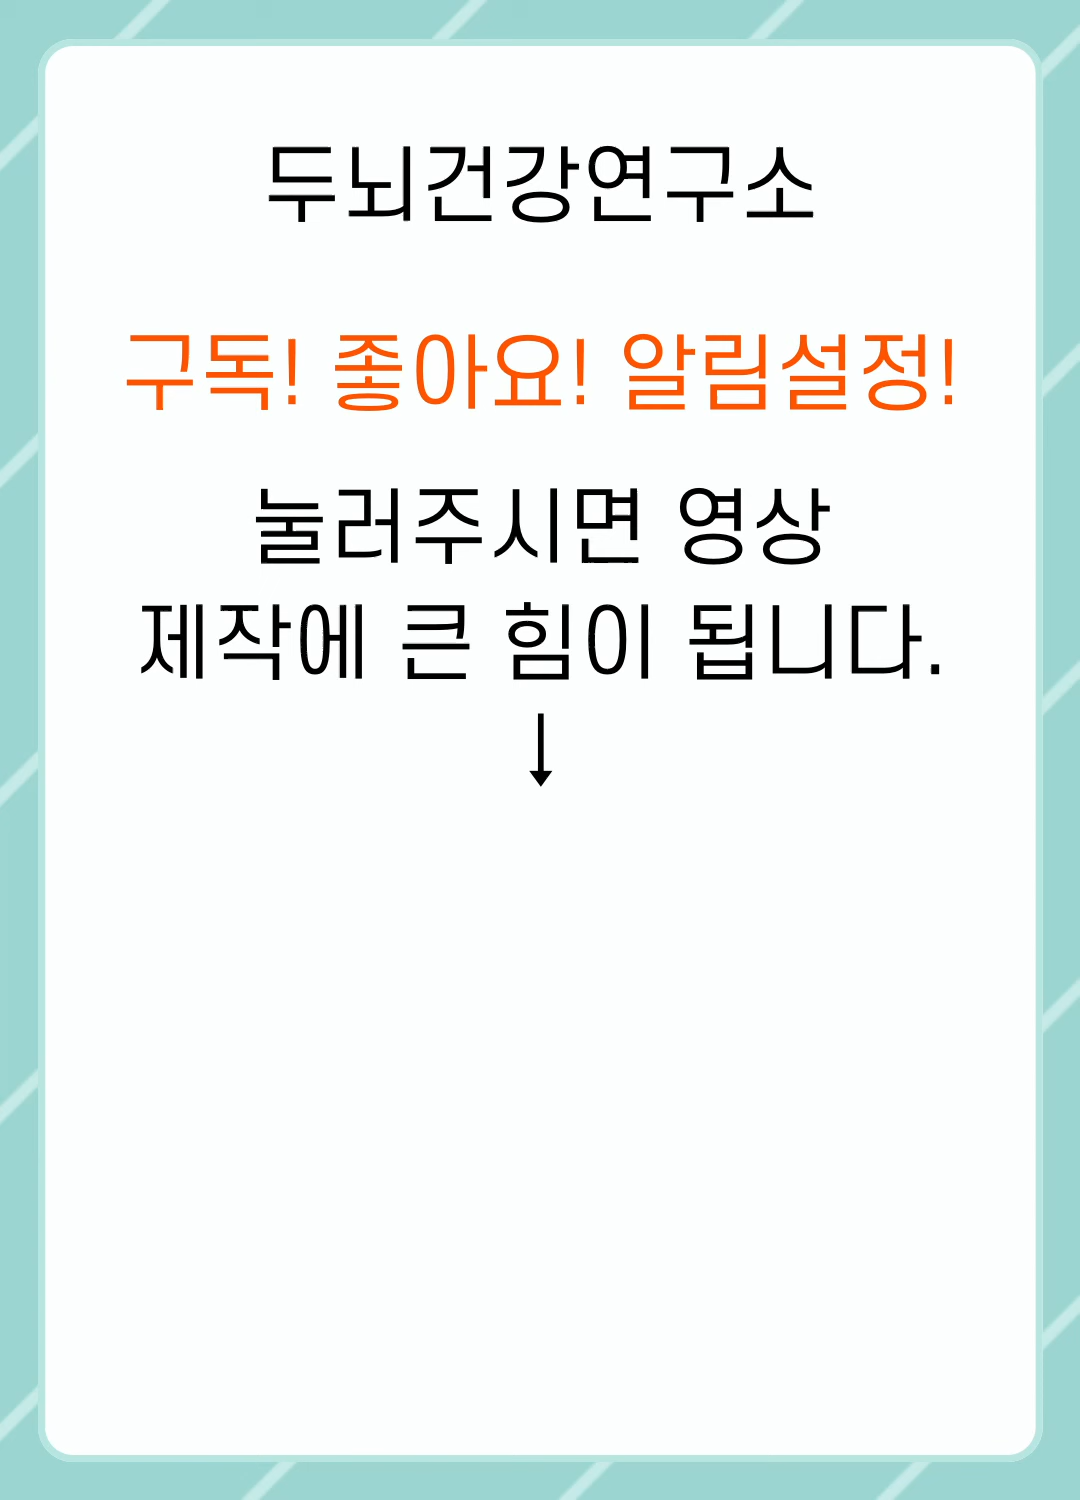 두뇌건강연구소
구독! 좋아요! 알림설정!
눌러주시면 영상
제작에 큰 힘이 됩니다.
↓